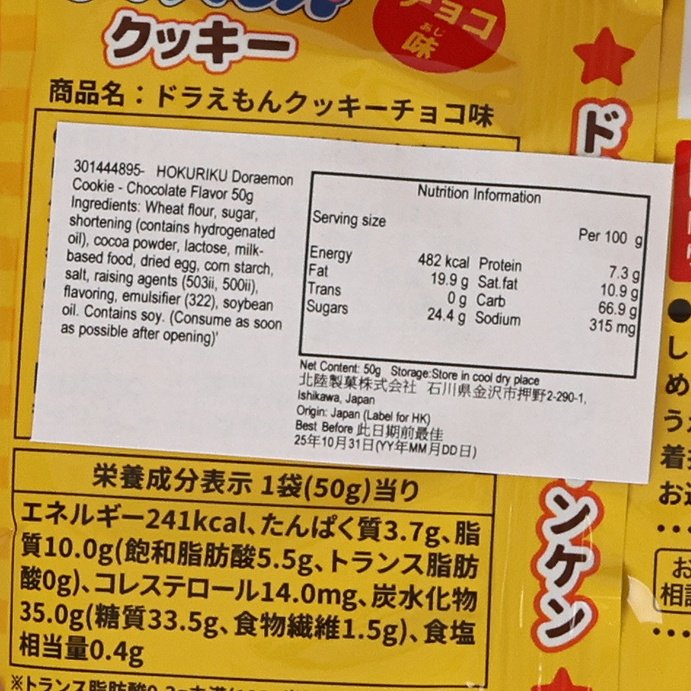 チョコ
あじ
味
クッキー
商品名：ドラえもんクッキーチョコ味
301444895- HOKURIKU Doraemon
Cookie - Chocolate Flavor 50g
Ingredients: Wheat flour, sugar,
shortening (contains hydrogenated
oil), cocoa powder, lactose, milk-
based food, dried egg, corn starch,
salt, raising agents (503ii, 500ii),
flavoring, emulsifier (322), soybean
oil. Contains soy. (Consume as soon
as possible after opening)'
Nutrition Information
Serving size Per 100 g
Energy 482 kcal Protein 7.3 g
Fat 19.9 g Sat.fat 10.9 g
Trans 0 g Carb 66.9 g
Sugars 24.4 g Sodium 315 mg
Net Content: 50g Storage:Store in cool dry place
北陸製菓株式会社 石川県金沢市押野2-290-1,
Ishikawa, Japan
Origin: Japan (Label for HK)
Best Before 此日期前最佳
25年10月31日(YY年MM月DD日)
栄養成分表示 1袋(50g)当り
エネルギー241kcal、たんぱく質3.7g、脂
質10.0g(飽和脂肪酸5.5g、トランス脂肪
酸0g)、コレステロール14.0mg、炭水化物
35.0g(糖質33.5g、食物繊維1.5g)、食塩
相当量0.4g
ド
ンケン
●
し
め
う
着
お
お
相談